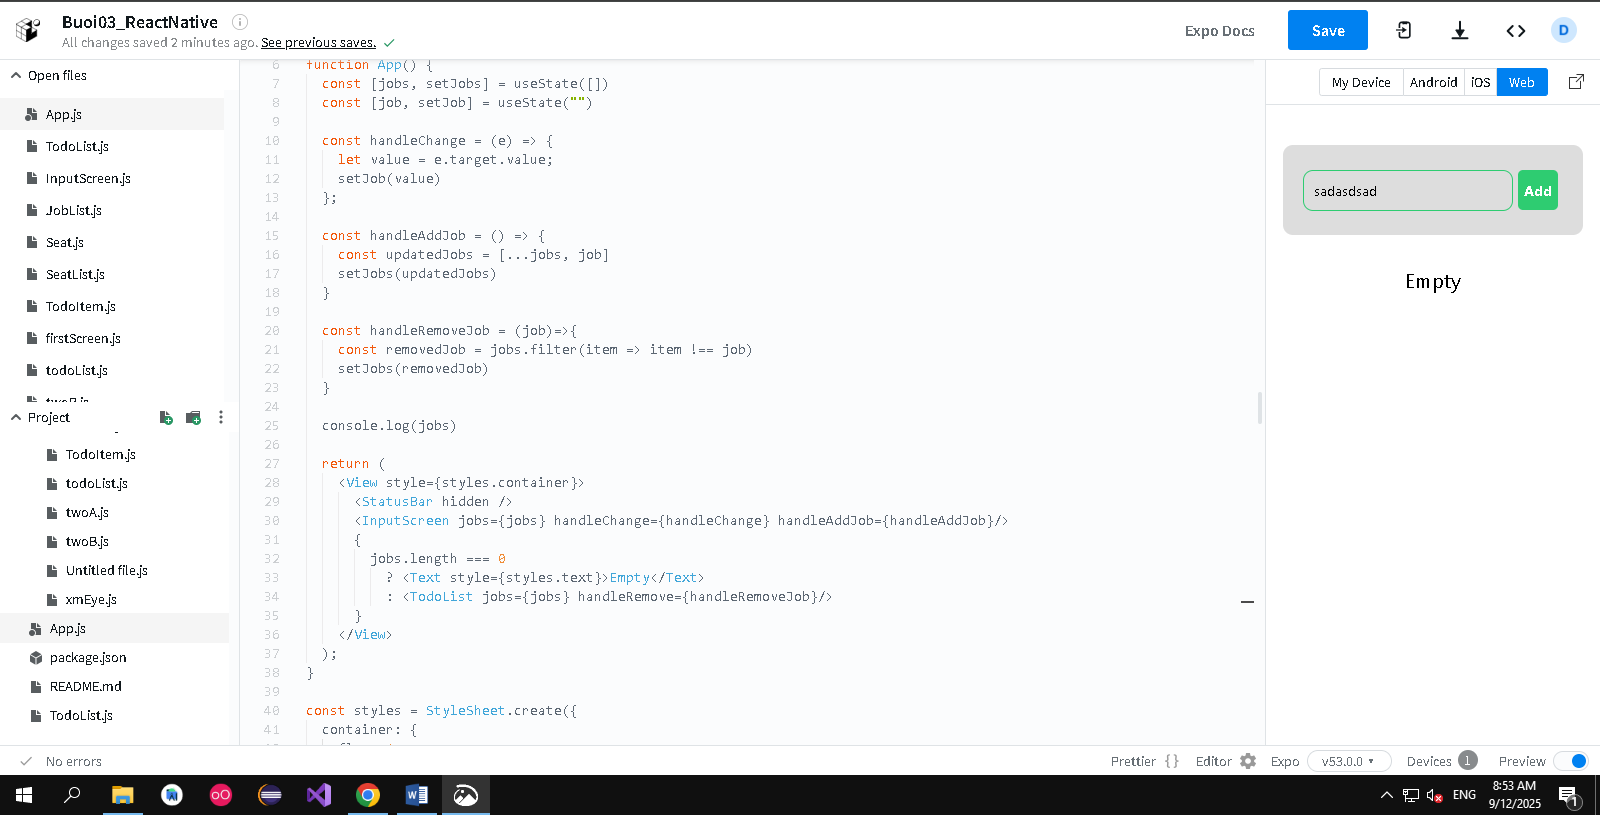 Buoi03_ReactNative
All changes saved 2 minutes ago. See previous saves.
Expo Docs
Save
D
Open files
App.js
TodoList.js
InputScreen.js
JobList.js
Seat.js
SeatList.js
TodoItem.js
firstScreen.js
todoList.js
twoB.js
Project
TodoItem.js
todoList.js
twoA.js
twoB.js
Untitled file.js
xmEye.js
App.js
package.json
README.md
TodoList.js
6 function App() {
7 const [jobs, setJobs] = useState([])
8 const [job, setJob] = useState("")
9
10 const handleChange = (e) => {
11 let value = e.target.value;
12 setJob(value)
13 };
14
15 const handleAddJob = () => {
16 const updatedJobs = [...jobs, job]
17 setJobs(updatedJobs)
18 }
19
20 const handleRemoveJob = (job)=>{
21 const removedJob = jobs.filter(item => item !== job)
22 setJobs(removedJob)
23 }
24
25 console.log(jobs)
26
27 return (
28 <View style={styles.container}>
29 <StatusBar hidden />
30 <InputScreen jobs={jobs} handleChange={handleChange} handleAddJob={handleAddJob}/>
31 {
32 jobs.length === 0
33 ? <Text style={styles.text}>Empty</Text>
34 : <TodoList jobs={jobs} handleRemove={handleRemoveJob}/>
35 }
36 </View>
37 );
38 }
39
40 const styles = StyleSheet.create({
41 container: {
My Device Android iOS Web
sadasdsad Add
Empty
No errors
Prettier {} Editor Expo v53.0.0 Devices 1 Preview
ENG
8:53 AM
9/12/2025
1